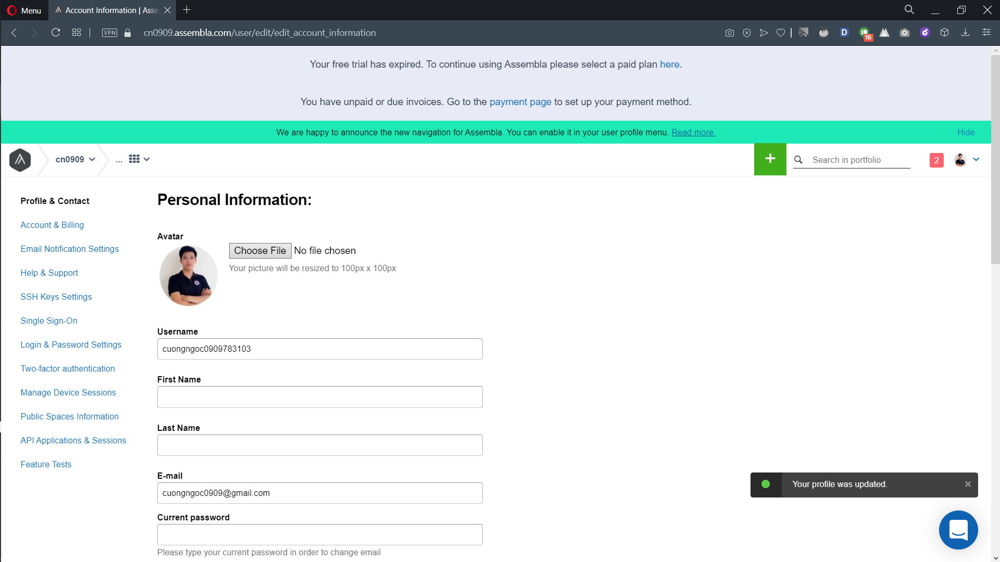 Menu
Account Information | Asse
VPN
cn0909.assembla.com/user/edit/edit_account_information
D
16
Your free trial has expired. To continue using Assembla please select a paid plan here.
You have unpaid or due invoices. Go to the payment page to set up your payment method.
We are happy to announce the new navigation for Assembla. You can enable it in your user profile menu. Read more.
Hide
cn0909
...
+
Search in portfolio
2
Profile & Contact
Account & Billing
Email Notification Settings
Help & Support
SSH Keys Settings
Single Sign-On
Login & Password Settings
Two-factor authentication
Manage Device Sessions
Public Spaces Information
API Applications & Sessions
Feature Tests
Personal Information:
Avatar
Choose File No file chosen
Your picture will be resized to 100px x 100px
Username
cuongngoc0909783103
First Name
Last Name
E-mail
cuongngoc0909@gmail.com
Current password
Please type your current password in order to change email
Your profile was updated.